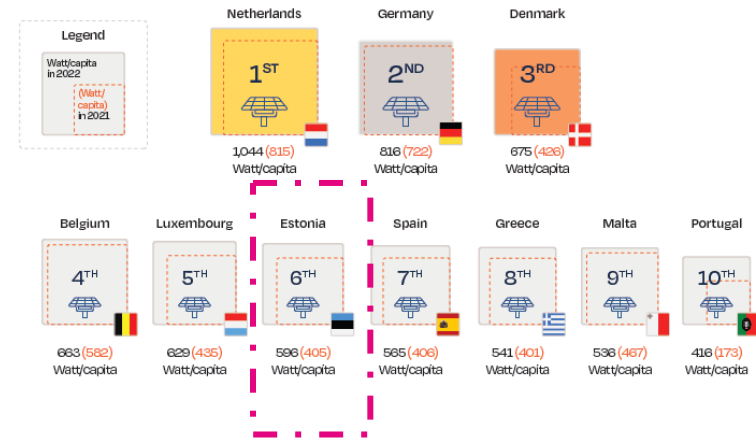 Legend
Watt/capita
in 2022
(Watt/
capita)
in 2021
Netherlands
1ST
1,044 (815)
Watt/capita
Germany
2ND
816 (722)
Watt/capita
Denmark
3RD
675 (426)
Watt/capita
Belgium
4TH
663 (582)
Watt/capita
Luxembourg
5TH
629 (435)
Watt/capita
Estonia
6TH
596 (405)
Watt/capita
Spain
7TH
565 (406)
Watt/capita
Greece
8TH
541 (401)
Watt/capita
Malta
9TH
536 (467)
Watt/capita
Portugal
10TH
416 (173)
Watt/capita